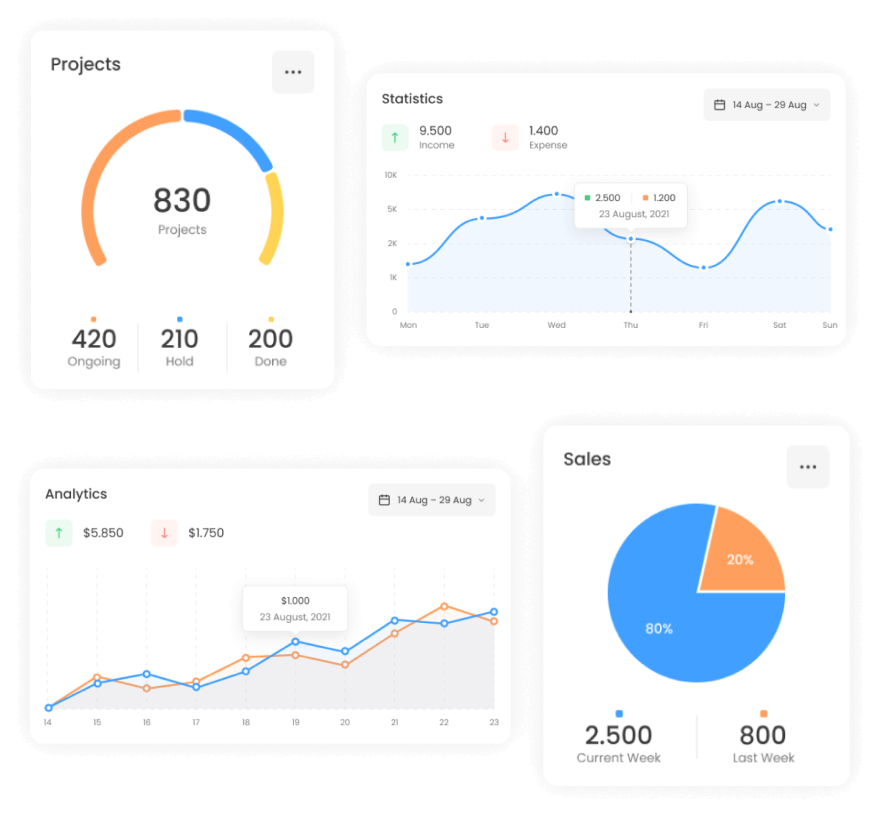 Projects
830
Projects
420
Ongoing
210
Hold
200
Done
Statistics
14 Aug – 29 Aug
9.500
Income
1.400
Expense
10K
5K
2K
1K
0
2.500 1.200
23 August, 2021
Mon Tue Wed Thu Fri Sat Sun
Analytics
14 Aug – 29 Aug
$5.850
$1.750
$1.000
23 August, 2021
14 15 16 17 18 19 20 21 22 23
Sales
20%
80%
2.500
Current Week
800
Last Week